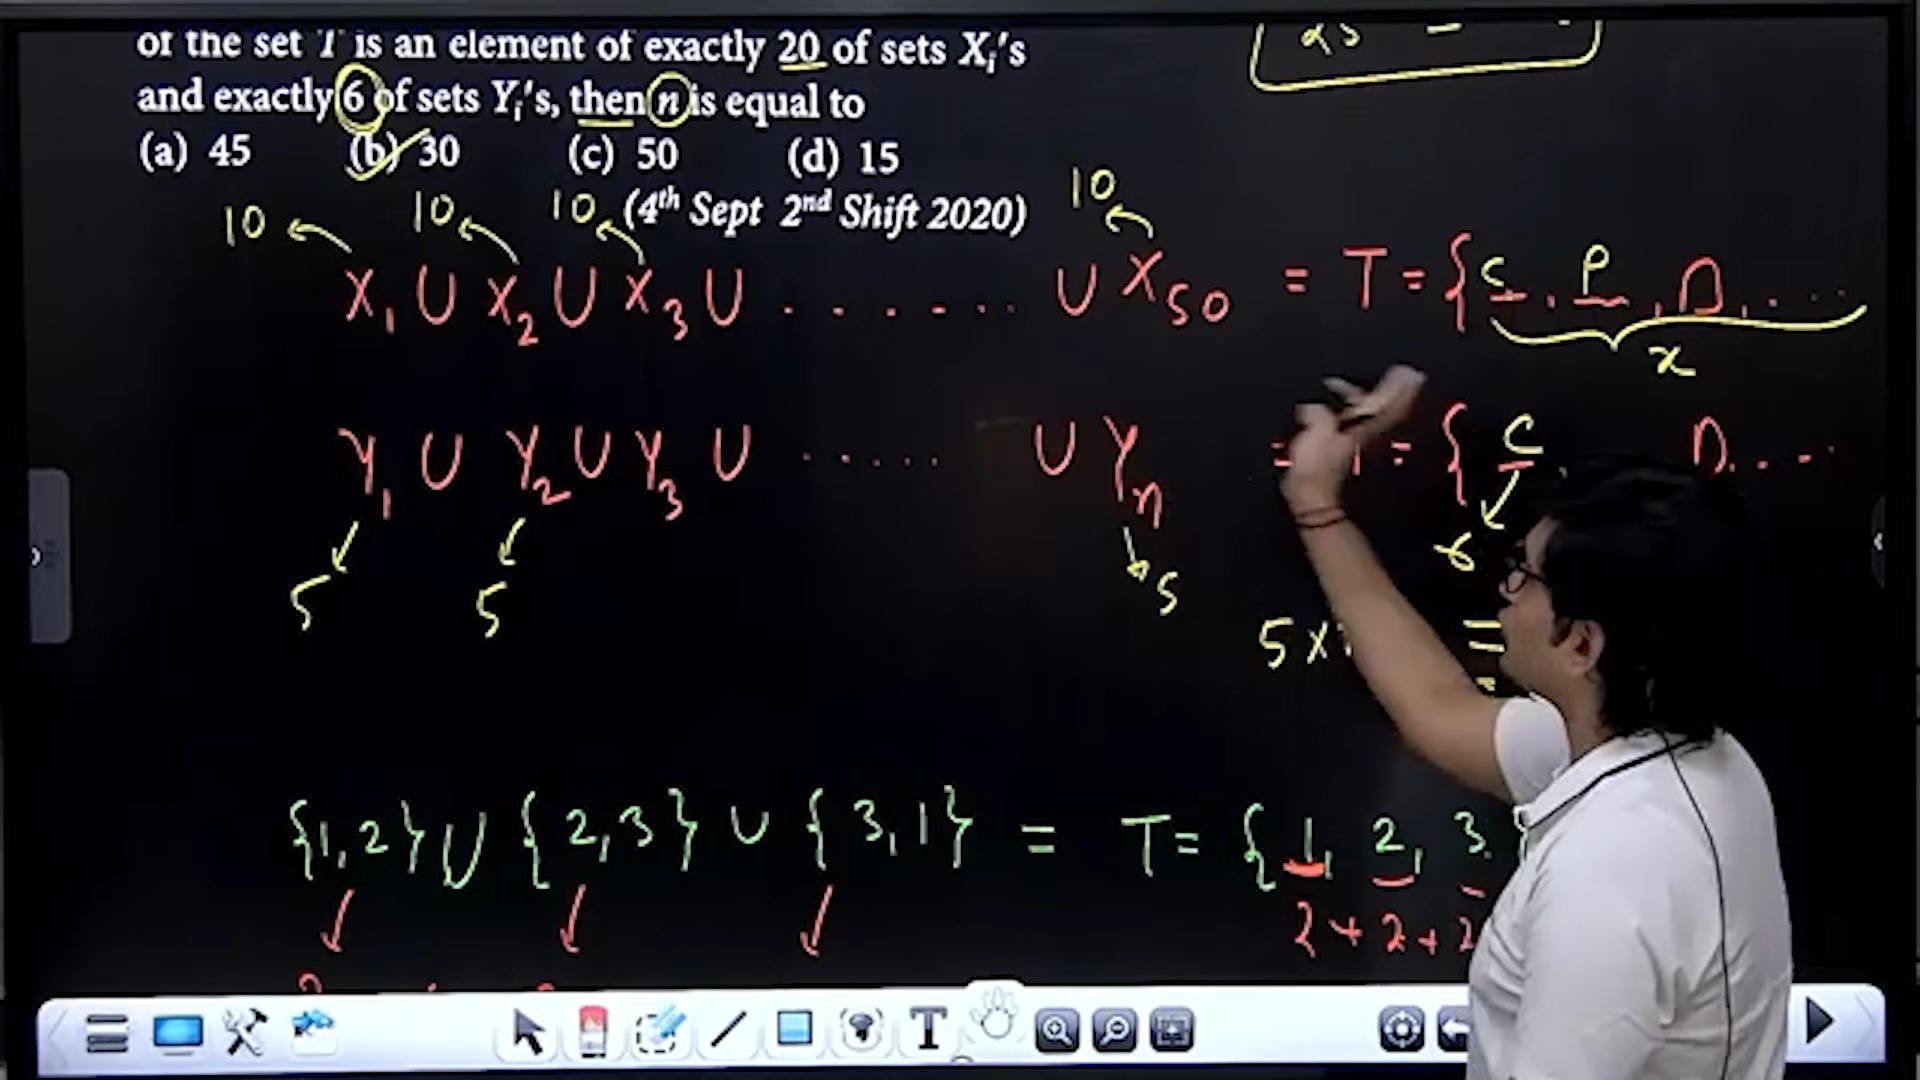 of the set T is an element of exactly 20 of sets Xᵢ's
and exactly 6 of sets Yᵢ's, then n is equal to
(a) 45 (b) 30 (c) 50 (d) 15
(4th Sept 2nd Shift 2020)
10 10 10 10
X₁ U X₂ U X₃ U ........ U X₅₀ = T = {C, P, D, ...
x
Y₁ U Y₂ U Y₃ U ..... U Yₙ = = { C, D, ...
5 5 5 6
5 x =
{1,2} U {2,3} U {3,1} = T = {1, 2, 3
2 + 2 + 2
T